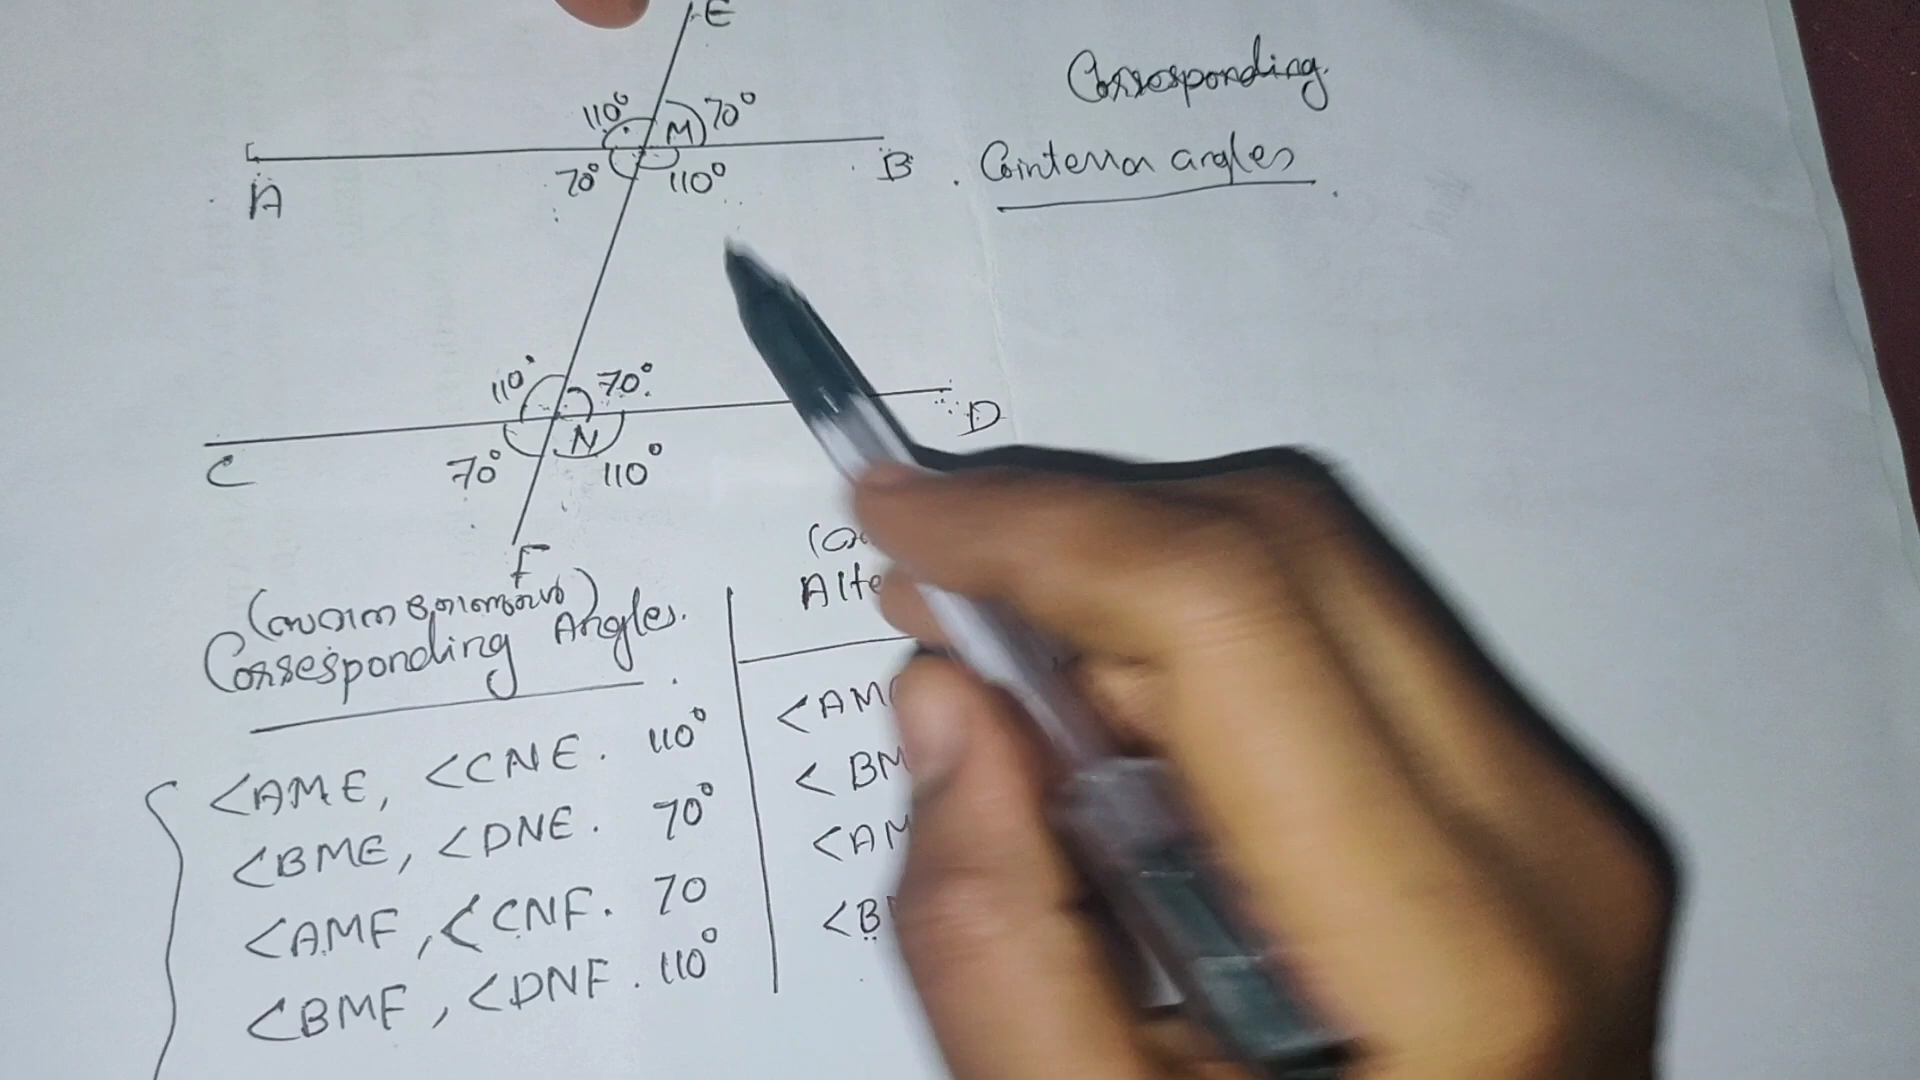 E
110° M 70°
A 70° 110° B
110° 70°
C 70° N 110° D
F
Corresponding
Cointerior angles
Corresponding Angles.
<AME, <CNE. 110°
<BME, <DNE. 70°
<AMF, <CNF. 70
<BMF, <DNF. 110°
Alte
<AM
<BM
<AM
<B